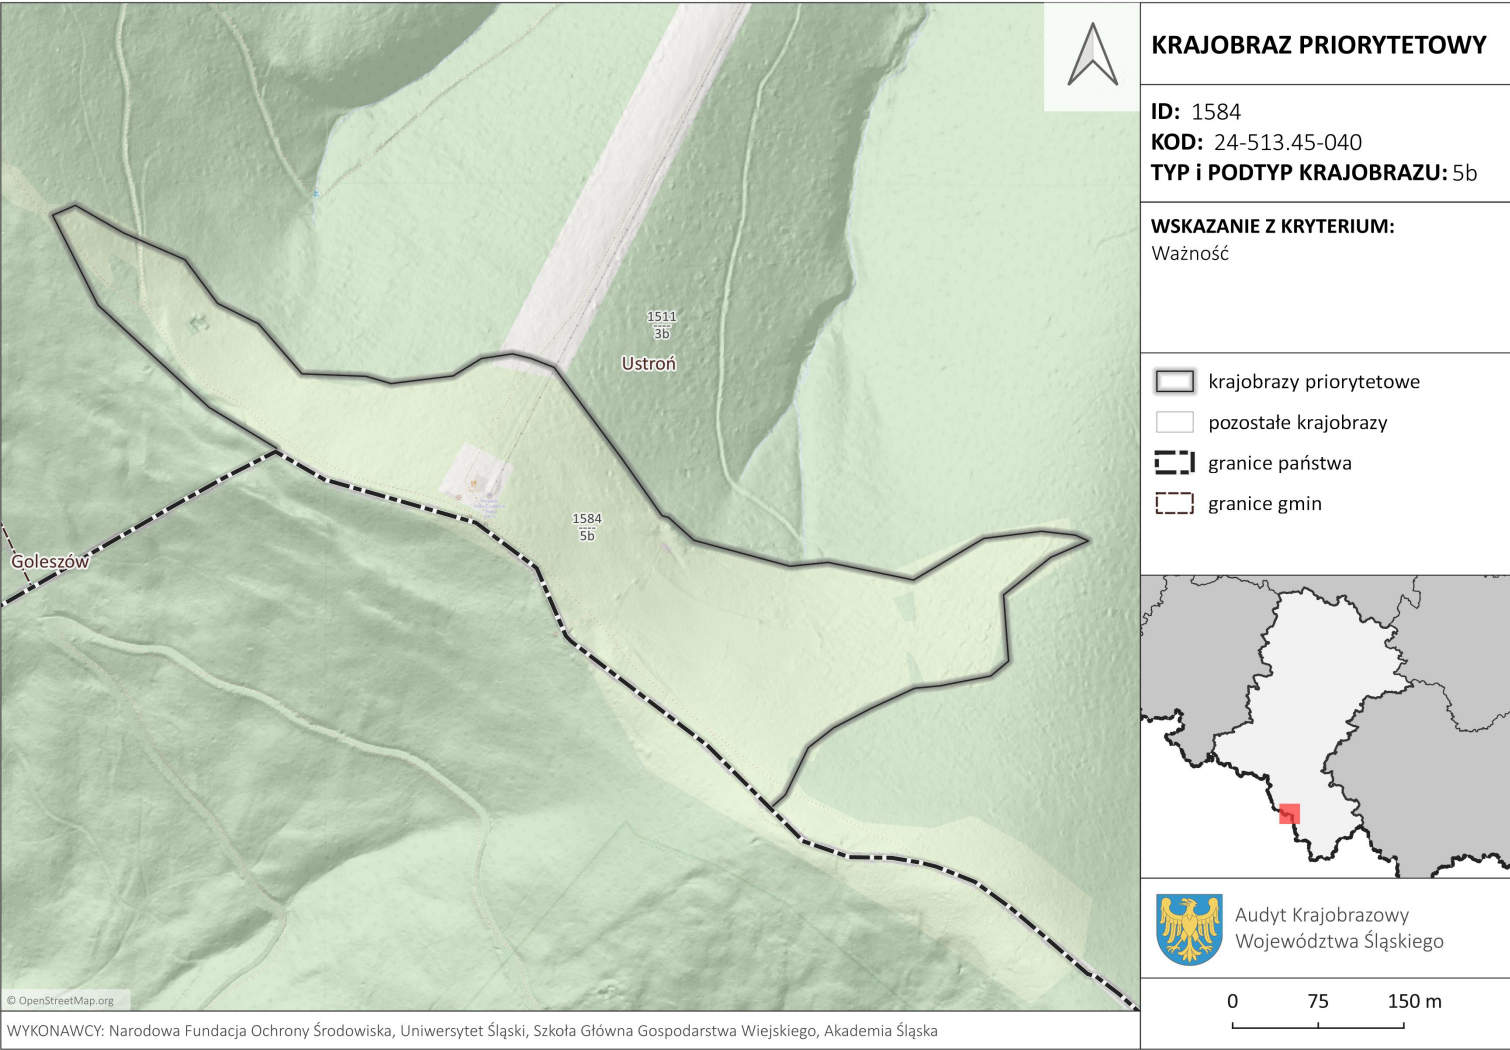 KRAJOBRAZ PRIORYTETOWY
ID: 1584
KOD: 24-513.45-040
TYP i PODTYP KRAJOBRAZU: 5b
WSKAZANIE Z KRYTERIUM:
Ważność
krajobrazy priorytetowe
pozostałe krajobrazy
granice państwa
granice gmin
Audyt Krajobrazowy
Województwa Śląskiego
0 75 150 m
1511
3b
Ustroń
1584
5b
Goleszów
© OpenStreetMap.org
WYKONAWCY: Narodowa Fundacja Ochrony Środowiska, Uniwersytet Śląski, Szkoła Główna Gospodarstwa Wiejskiego, Akademia Śląska